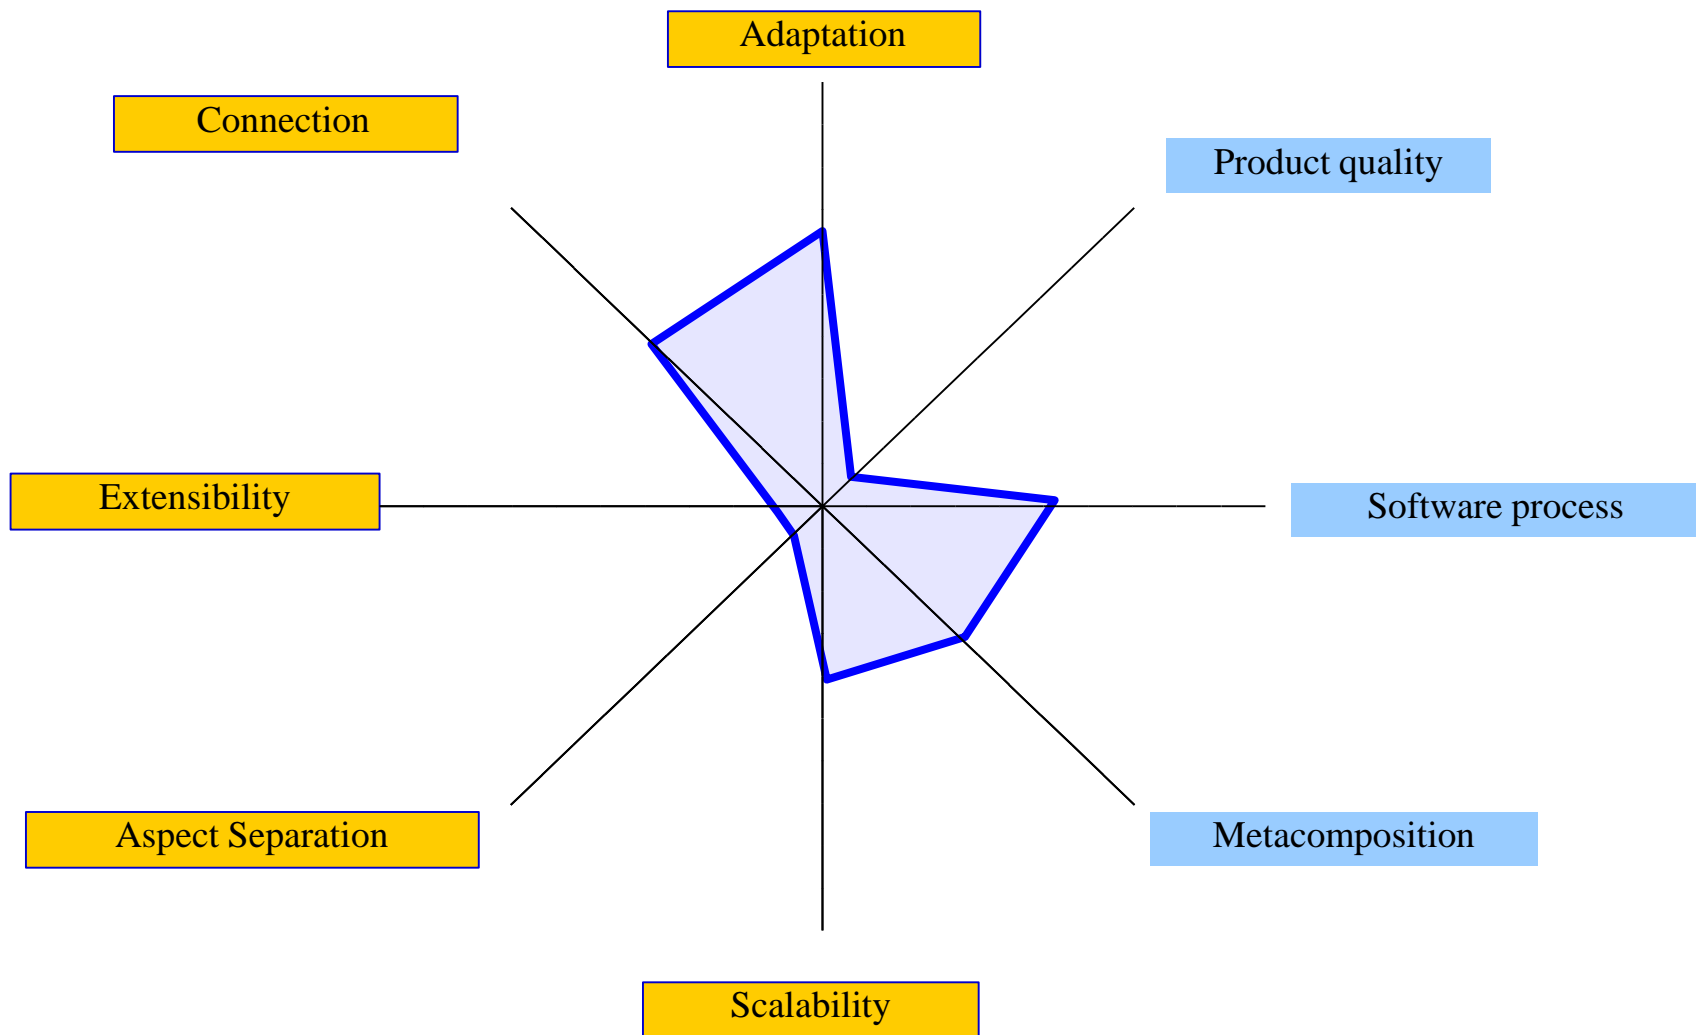 Adaptation
Connection
Product quality
Extensibility
Software process
Aspect Separation
Metacomposition
Scalability